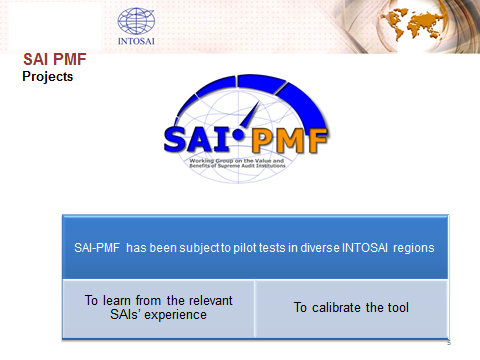 INTOSAI
SAI PMF
Projects
SAI PMF
Working Group on the Value and
Benefits of Supreme Audit Institutions
SAI-PMF has been subject to pilot tests in diverse INTOSAI regions
To learn from the relevant
SAIs' experience
To calibrate the tool
5